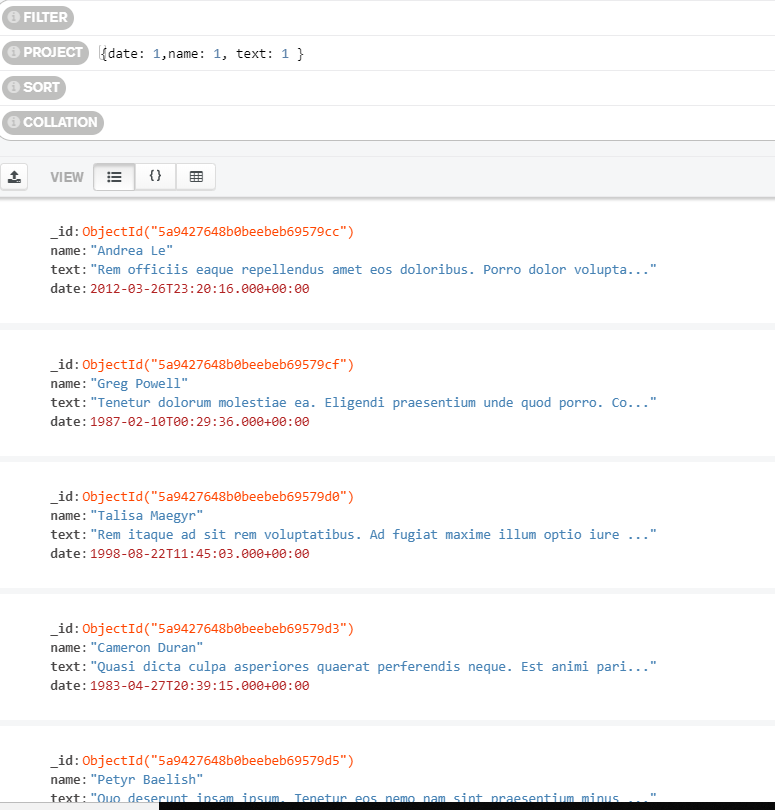 FILTER
PROJECT {date: 1,name: 1, text: 1 }
SORT
COLLATION
VIEW {}
_id: ObjectId("5a9427648b0beebeb69579cc")
name: "Andrea Le"
text: "Rem officiis eaque repellendus amet eos doloribus. Porro dolor volupta..."
date: 2012-03-26T23:20:16.000+00:00
_id: ObjectId("5a9427648b0beebeb69579cf")
name: "Greg Powell"
text: "Tenetur dolorum molestiae ea. Eligendi praesentium unde quod porro. Co..."
date: 1987-02-10T00:29:36.000+00:00
_id: ObjectId("5a9427648b0beebeb69579d0")
name: "Talisa Maegyr"
text: "Rem itaque ad sit rem voluptatibus. Ad fugiat maxime illum optio iure ..."
date: 1998-08-22T11:45:03.000+00:00
_id: ObjectId("5a9427648b0beebeb69579d3")
name: "Cameron Duran"
text: "Quasi dicta culpa asperiores quaerat perferendis neque. Est animi pari..."
date: 1983-04-27T20:39:15.000+00:00
_id: ObjectId("5a9427648b0beebeb69579d5")
name: "Petyr Baelish"
text: "Quo deserunt ipsam ipsum. Tenetur eos nemo nam sint praesentium minus ..."